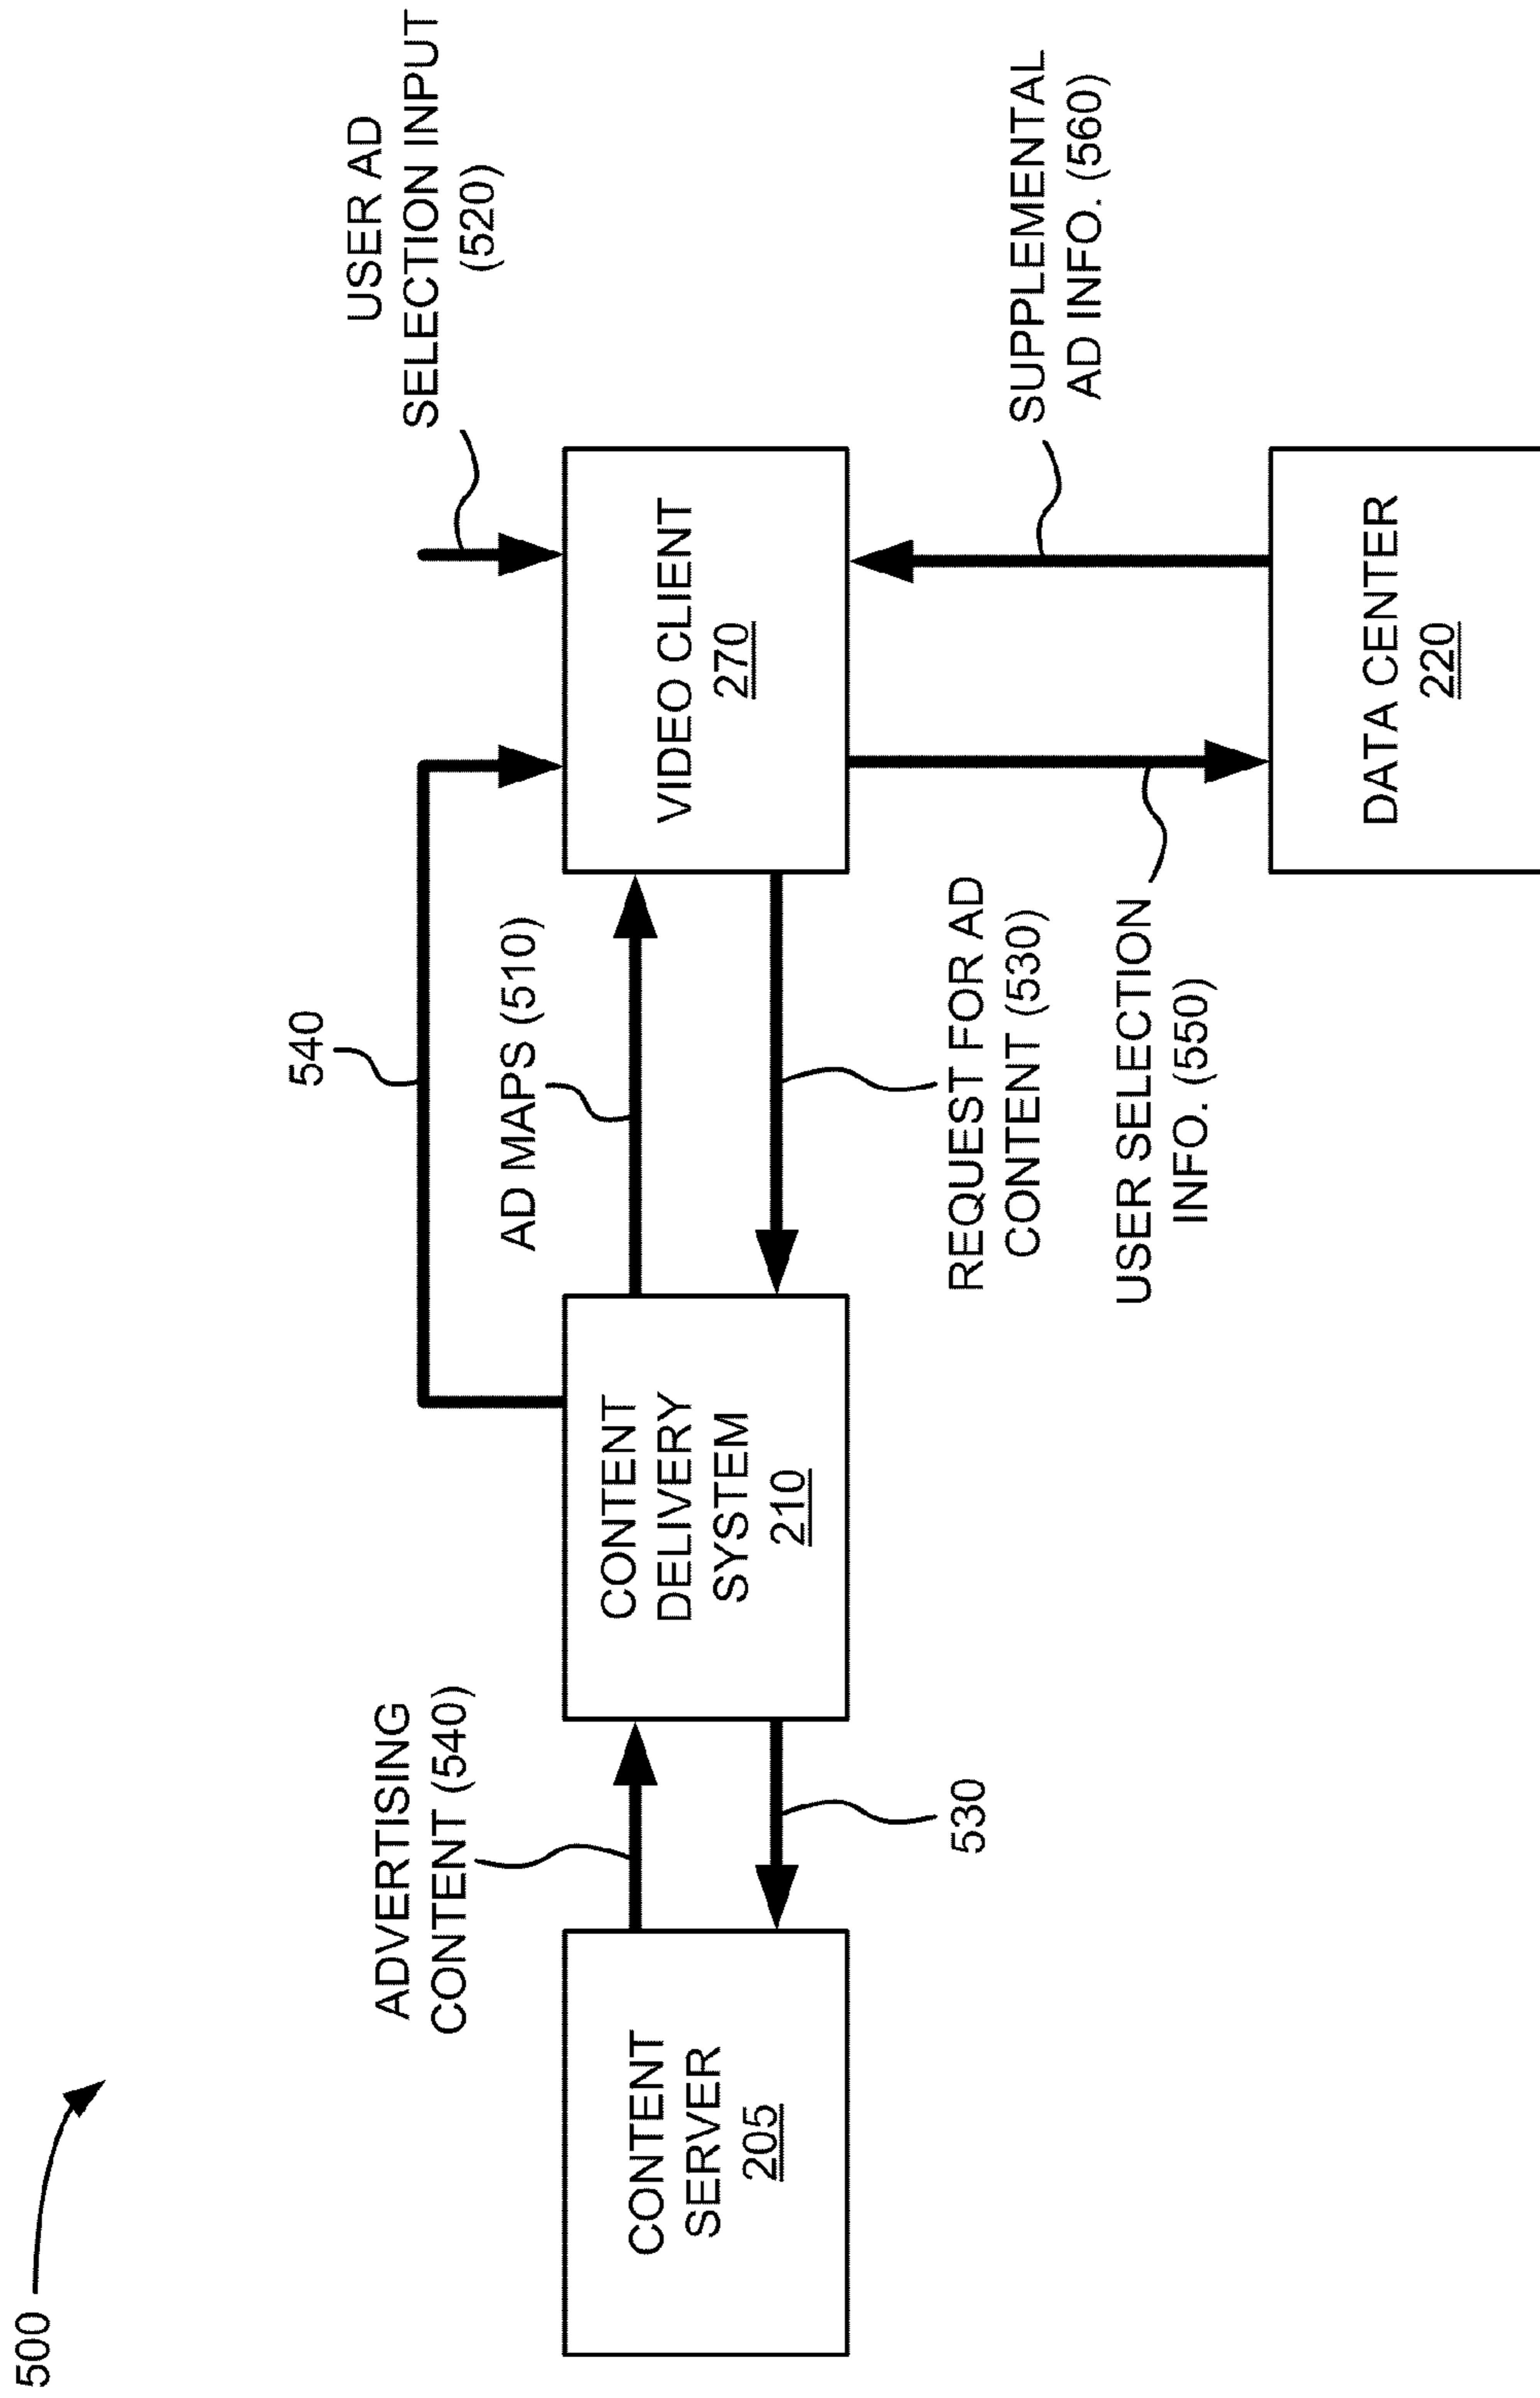 500
540
USER AD
SELECTION INPUT
(520)
ADVERTISING
CONTENT (540)
AD MAPS (510)
CONTENT
SERVER
205
CONTENT
DELIVERY
SYSTEM
210
VIDEO CLIENT
270
530
REQUEST FOR AD
CONTENT (530)
SUPPLEMENTAL
AD INFO. (560)
USER SELECTION
INFO. (550)
DATA CENTER
220